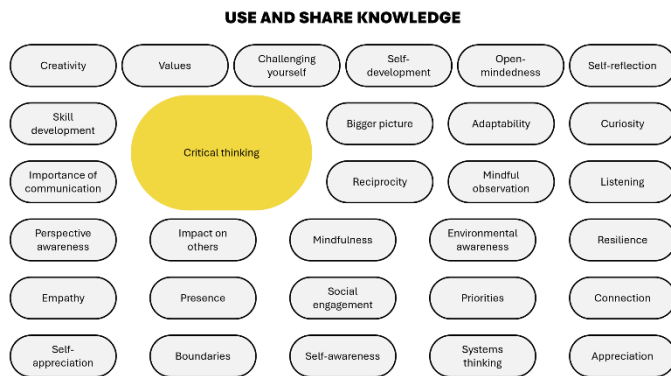 USE AND SHARE KNOWLEDGE
Creativity
Values
Challenging
yourself
Self-
development
Open-
mindedness
Self-reflection
Skill
development
Critical thinking
Bigger picture
Adaptability
Curiosity
Importance of
communication
Reciprocity
Mindful
observation
Listening
Perspective
awareness
Impact on
others
Mindfulness
Environmental
awareness
Resilience
Empathy
Presence
Social
engagement
Priorities
Connection
Self-
appreciation
Boundaries
Self-awareness
Systems
thinking
Appreciation